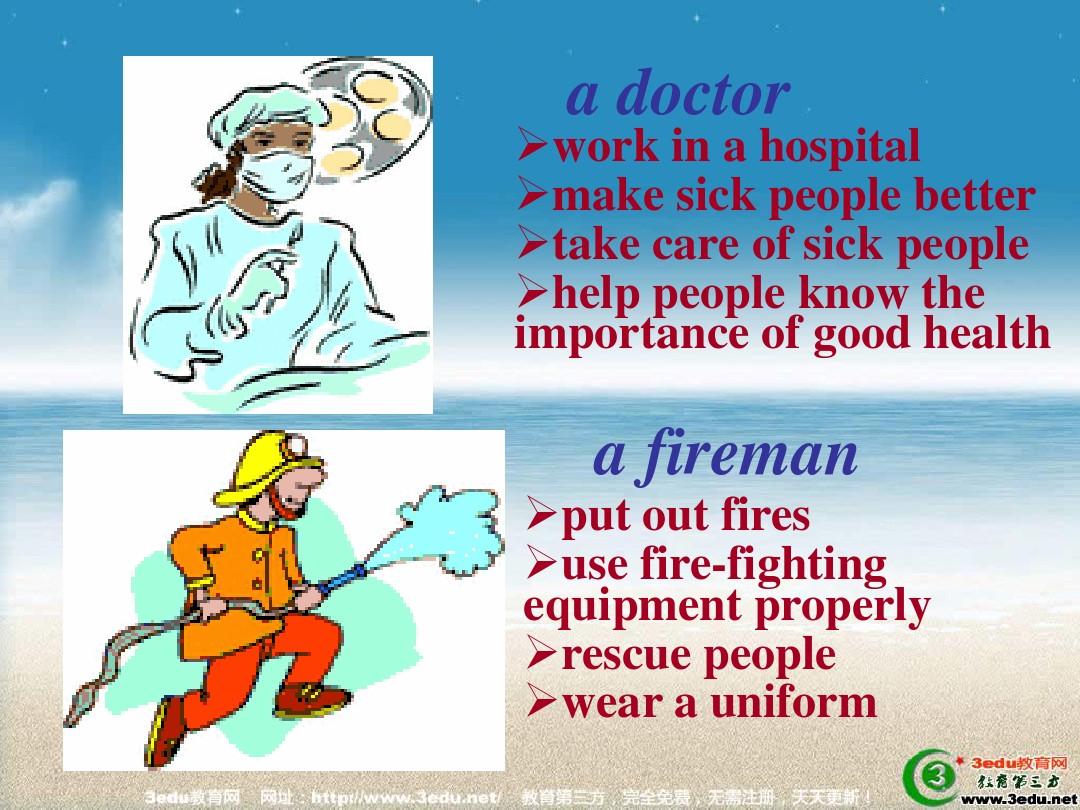 a doctor
➢work in a hospital
➢make sick people better
➢take care of sick people
➢help people know the
importance of good health
a fireman
➢put out fires
➢use fire-fighting
equipment properly
➢rescue people
➢wear a uniform
3edu教育网
教育第三方
www.3edu.net
3edu教育网 网址：http://www.3edu.net/ 教育第三方，完全免费，无需注册，天天更新！